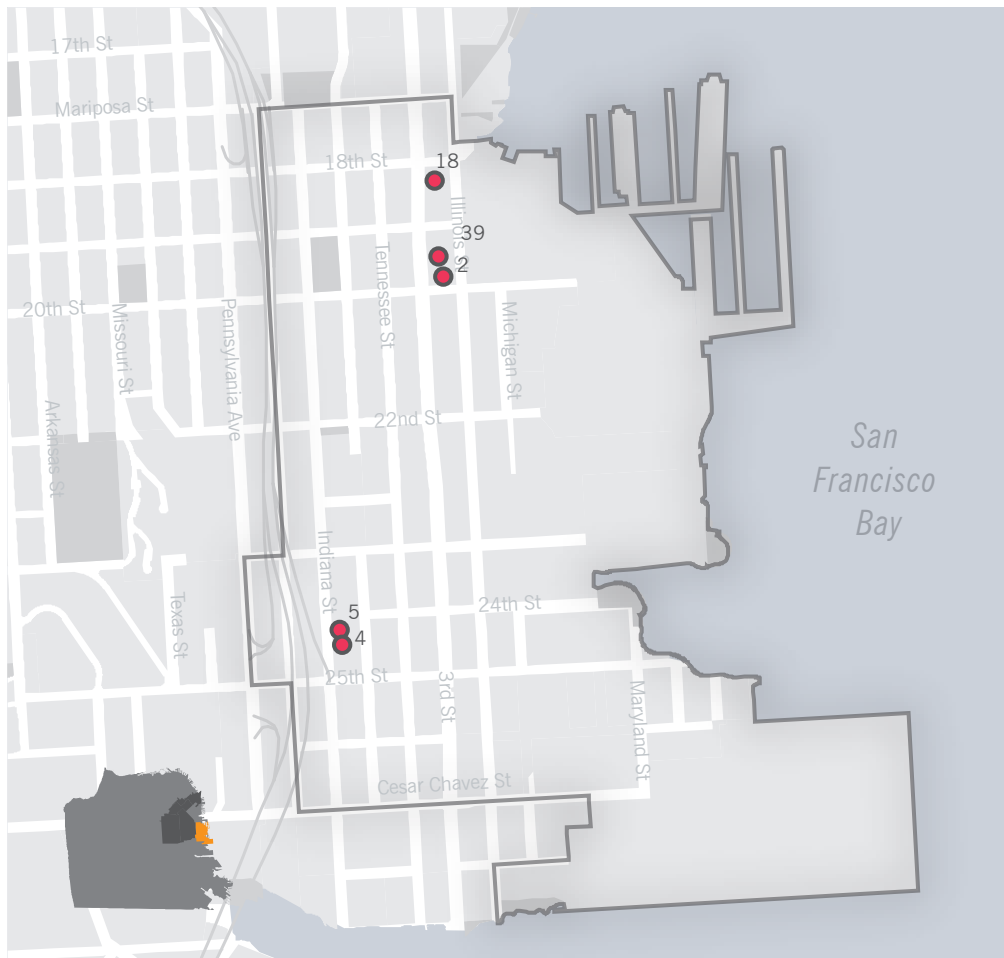 17th St
Mariposa St
18th St
18
Illinois St
39
2
Tennessee St
20th St
Missouri St
Pennsylvania Ave
Michigan St
Arkansas St
22nd St
San
Francisco
Bay
Indiana St
Texas St
24th St
5
4
25th St
3rd St
Maryland St
Cesar Chavez St